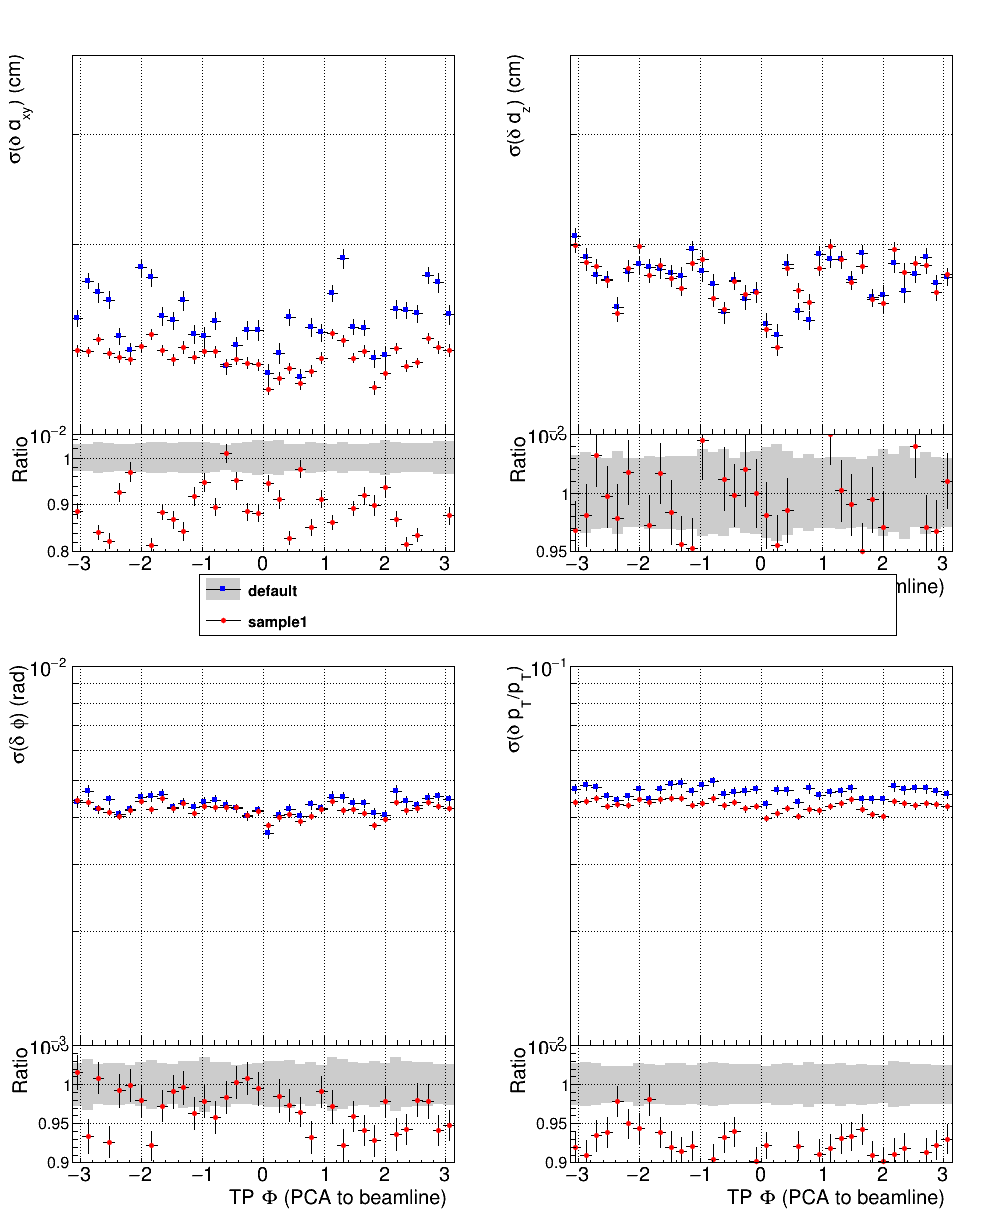 σ(δ d_xy) (cm)
10⁻²
Ratio
1
0.9
0.8
−3 −2 −1 0 1 2 3
σ(δ d_z) (cm)
Ratio
1
0.95
−3 −2 −1 0 1 2 3
mline)
default
sample1
σ(δ φ) (rad)
10⁻²
10⁻³
Ratio
1
0.95
0.9
−3 −2 −1 0 1 2 3
TP Φ (PCA to beamline)
σ(δ p_T/p_T)
10⁻¹
10⁻²
Ratio
1
0.95
0.9
−3 −2 −1 0 1 2 3
TP Φ (PCA to beamline)